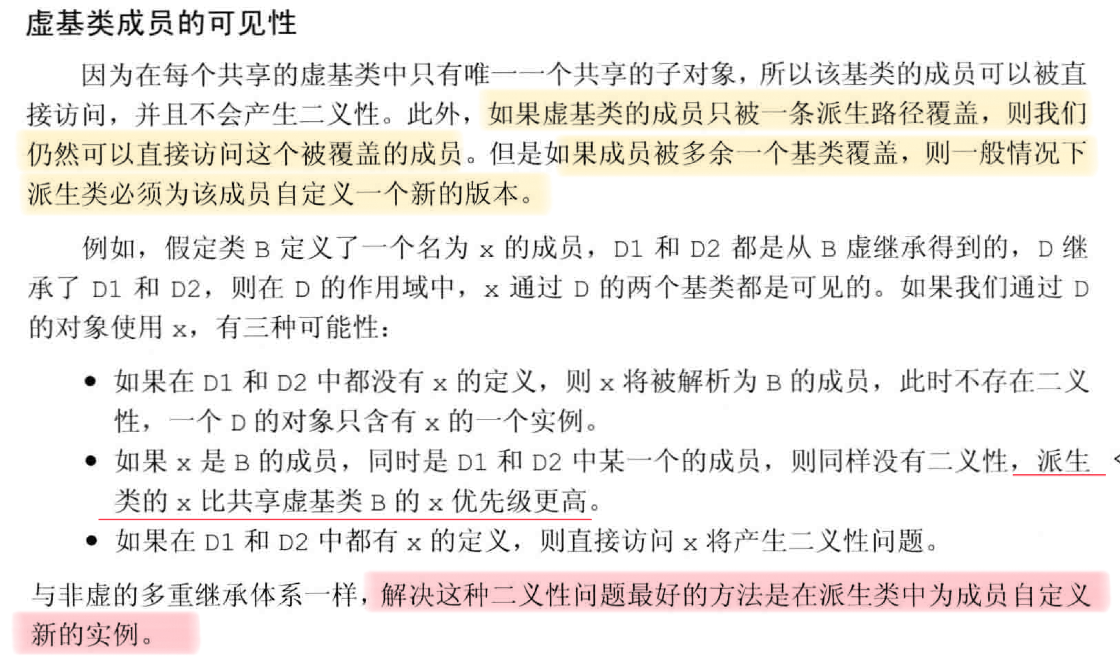 虚基类成员的可见性
因为在每个共享的虚基类中只有唯一一个共享的子对象，所以该基类的成员可以被直
接访问，并且不会产生二义性。此外，如果虚基类的成员只被一条派生路径覆盖，则我们
仍然可以直接访问这个被覆盖的成员。但是如果成员被多余一个基类覆盖，则一般情况下
派生类必须为该成员自定义一个新的版本。
例如，假定类 B 定义了一个名为 x 的成员，D1 和 D2 都是从 B 虚继承得到的，D 继
承了 D1 和 D2，则在 D 的作用域中，x 通过 D 的两个基类都是可见的。如果我们通过 D
的对象使用 x，有三种可能性：
● 如果在 D1 和 D2 中都没有 x 的定义，则 x 将被解析为 B 的成员，此时不存在二义
性，一个 D 的对象只含有 x 的一个实例。
● 如果 x 是 B 的成员，同时是 D1 和 D2 中某一个的成员，则同样没有二义性，派生
类的 x 比共享虚基类 B 的 x 优先级更高。
● 如果在 D1 和 D2 中都有 x 的定义，则直接访问 x 将产生二义性问题。
与非虚的多重继承体系一样，解决这种二义性问题最好的方法是在派生类中为成员自定义
新的实例。